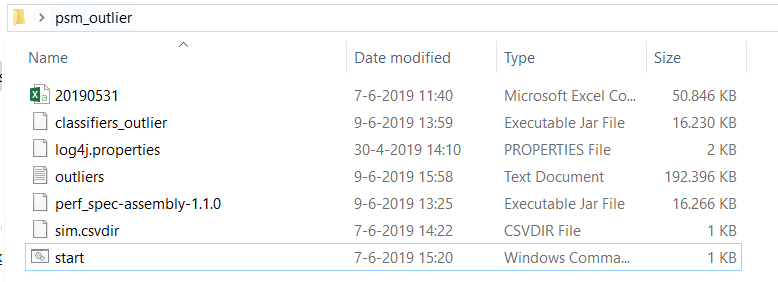 psm_outlier
Name Date modified Type Size
20190531 7-6-2019 11:40 Microsoft Excel Co... 50.846 KB
classifiers_outlier 9-6-2019 13:59 Executable Jar File 16.230 KB
log4j.properties 30-4-2019 14:10 PROPERTIES File 2 KB
outliers 9-6-2019 15:58 Text Document 192.396 KB
perf_spec-assembly-1.1.0 9-6-2019 13:25 Executable Jar File 16.266 KB
sim.csvdir 7-6-2019 14:22 CSVDIR File 1 KB
start 7-6-2019 15:20 Windows Comma... 1 KB